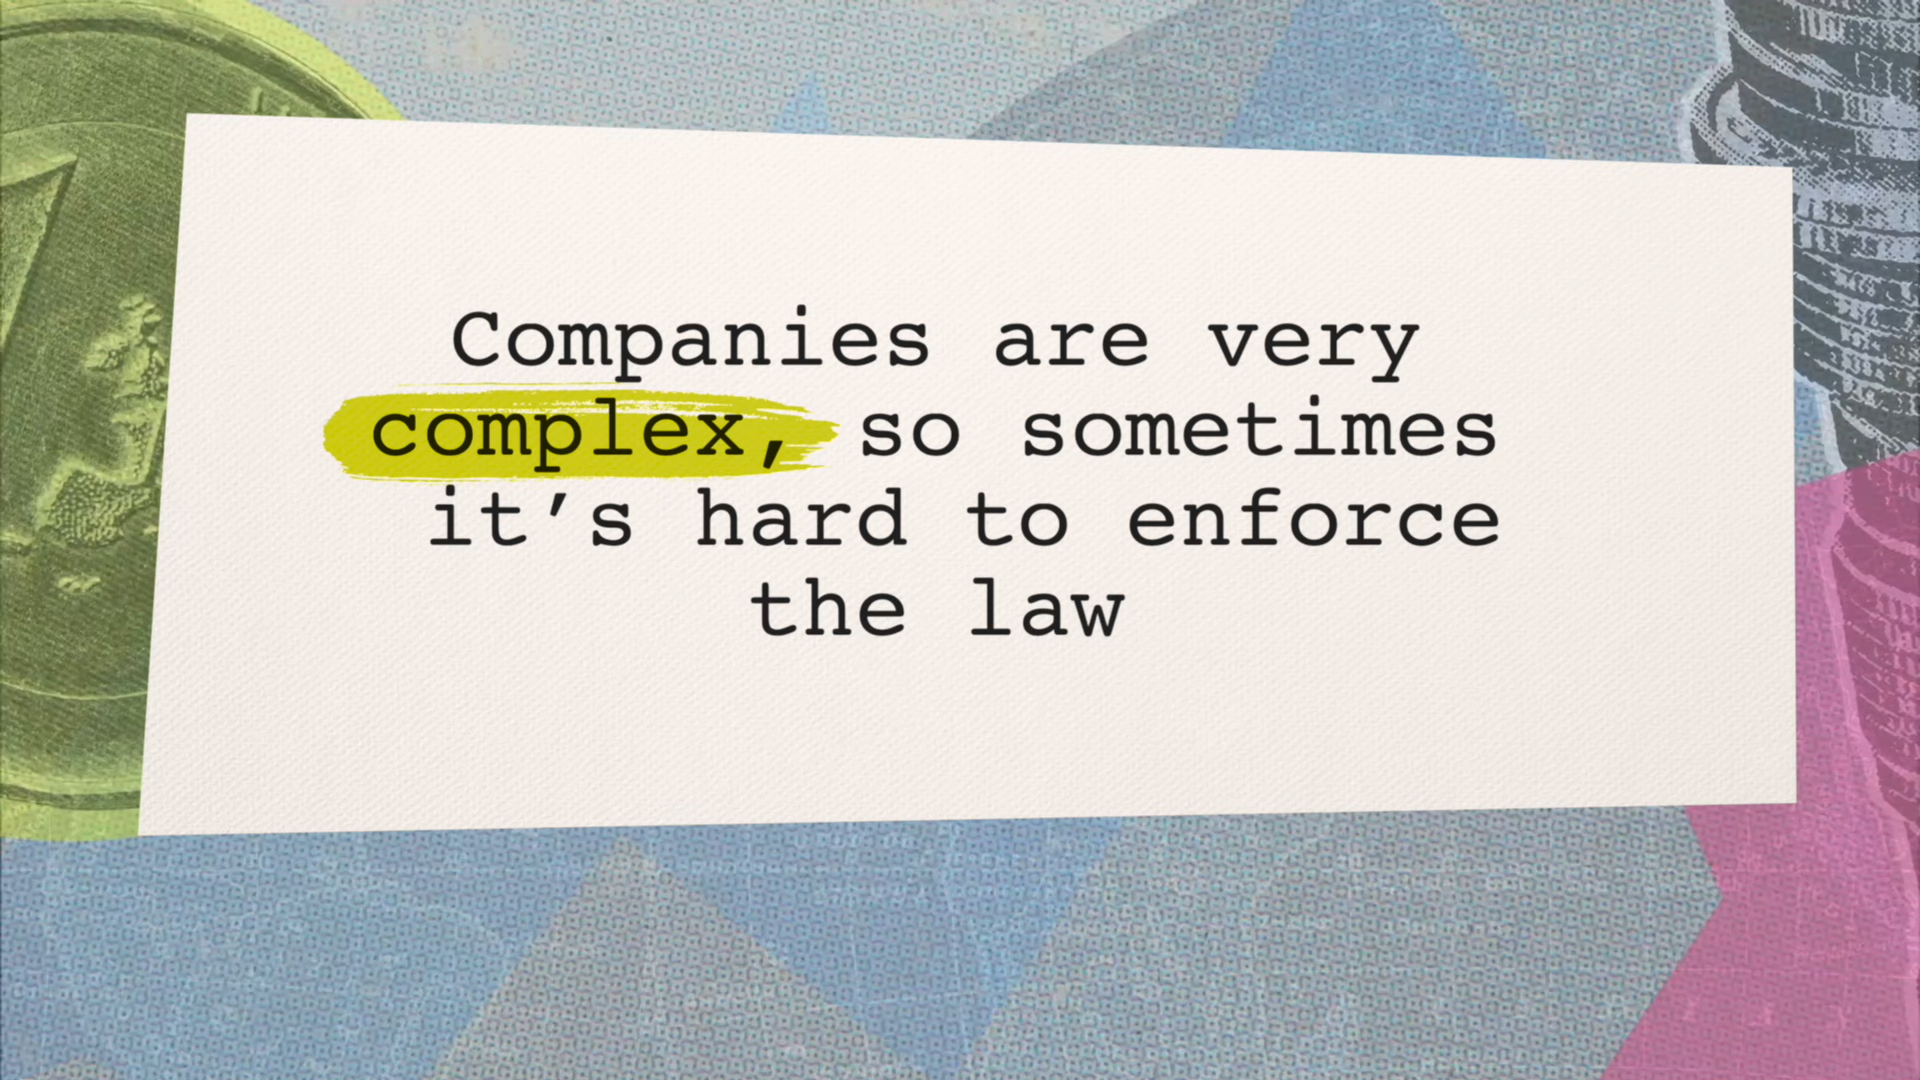 Companies are very
complex, so sometimes
it’s hard to enforce
the law